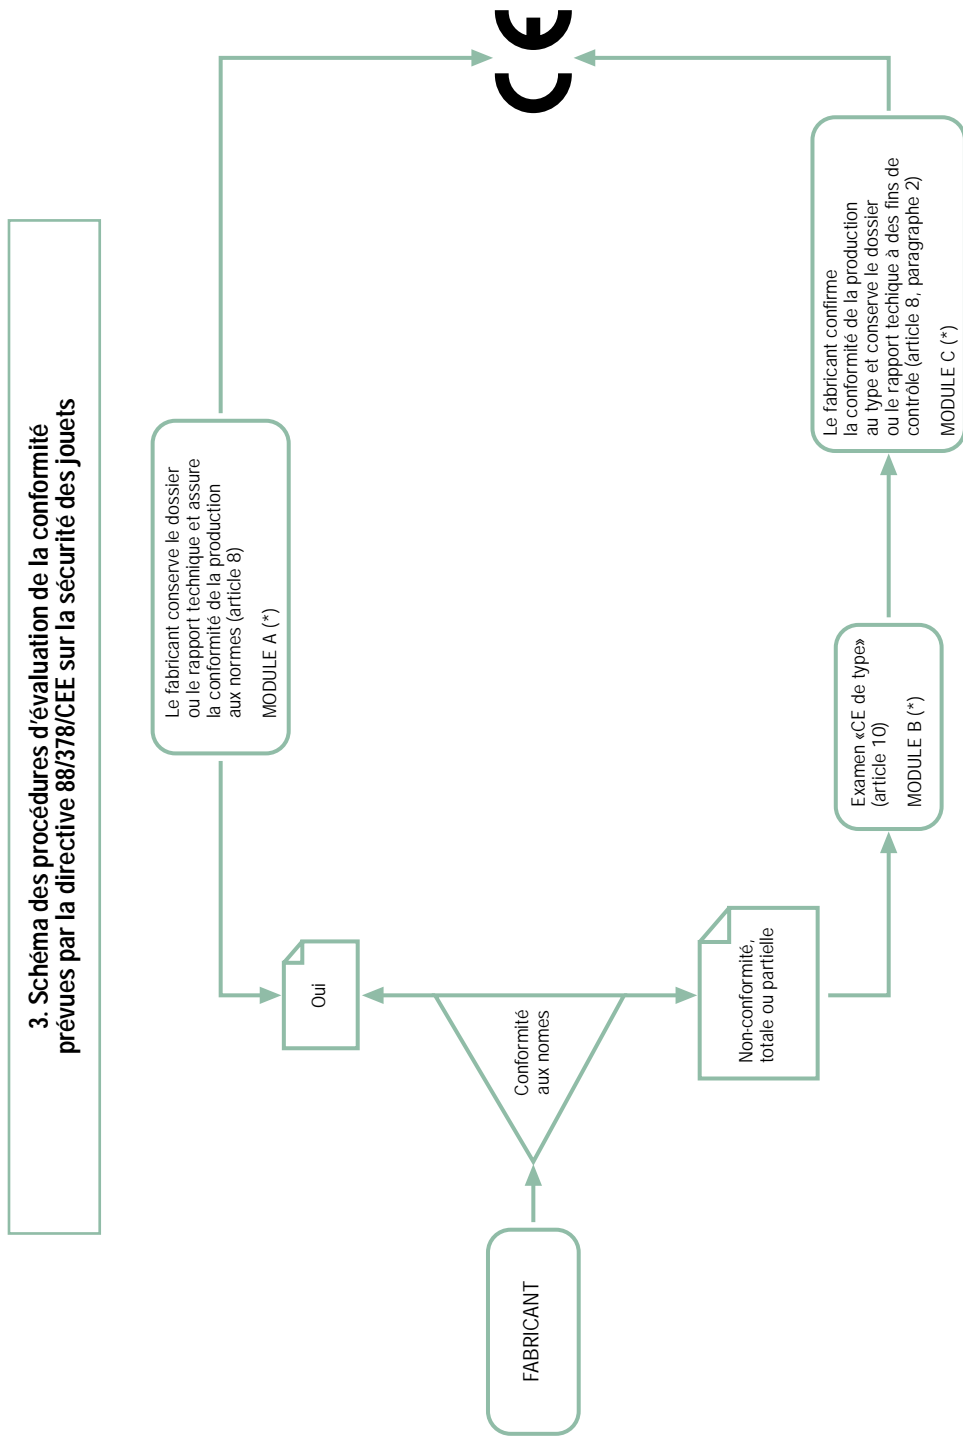 3. Schéma des procédures d'évaluation de la conformité
prévues par la directive 88/378/CEE sur la sécurité des jouets
FABRICANT
Conformité
aux nomes
Oui
Le fabricant conserve le dossier
ou le rapport technique et assure
la conformité de la production
aux normes (article 8)
MODULE A (*)
Non-conformité,
totale ou partielle
Examen «CE de type»
(article 10)
MODULE B (*)
Le fabricant confirme
la conformité de la production
au type et conserve le dossier
ou le rapport techique à des fins de
contrôle (article 8, paragraphe 2)
MODULE C (*)
CE